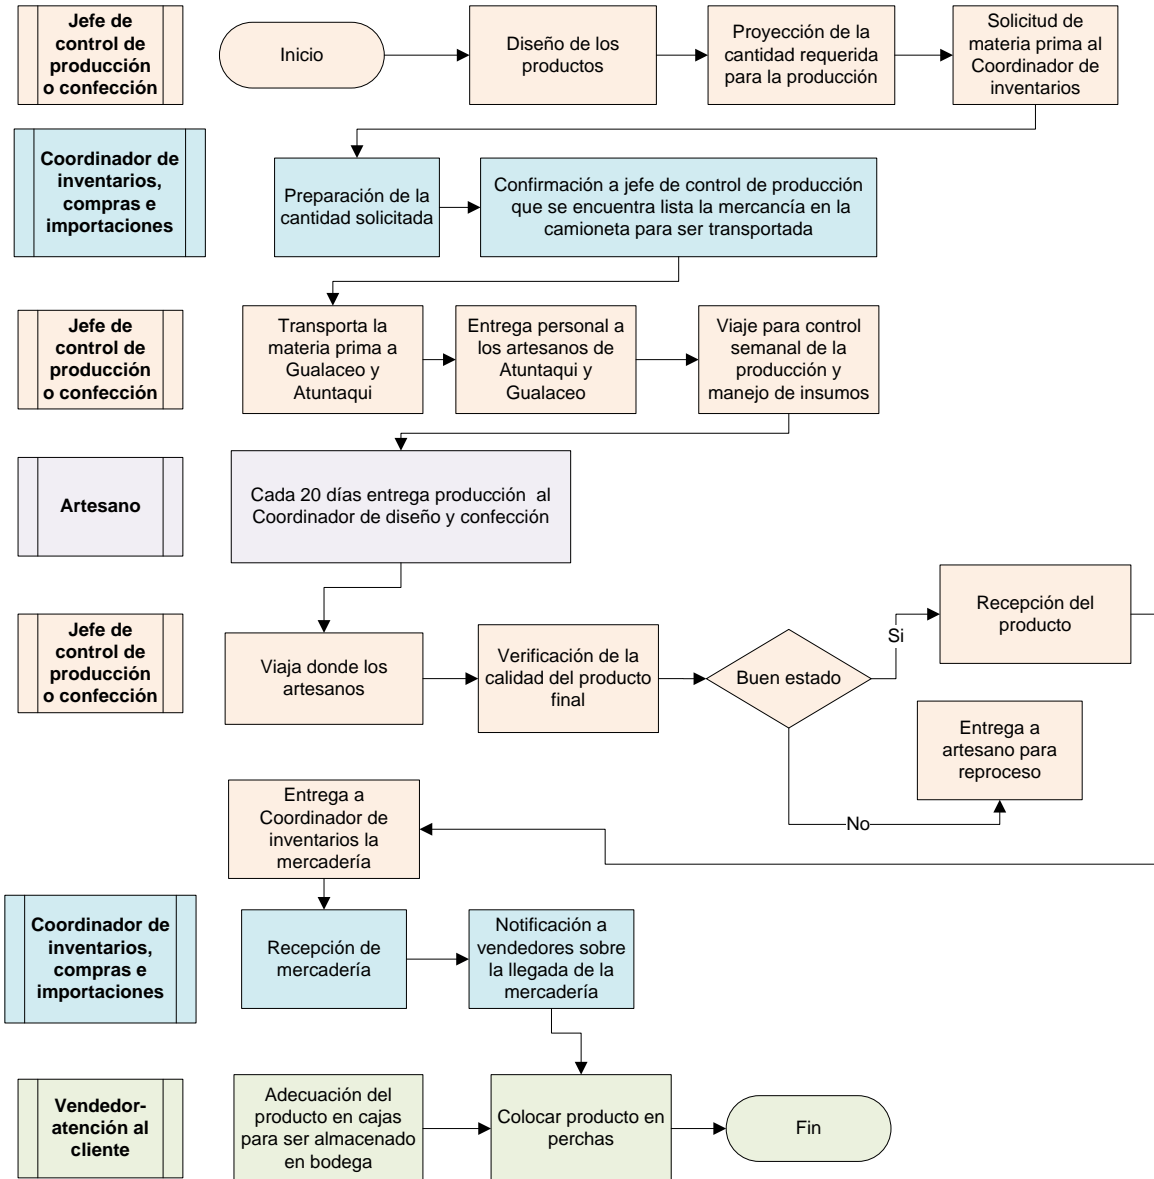 Jefe de
control de
producción
o confección
Inicio
Diseño de los
productos
Proyección de la
cantidad requerida
para la producción
Solicitud de
materia prima al
Coordinador de
inventarios
Coordinador de
inventarios,
compras e
importaciones
Preparación de la
cantidad solicitada
Confirmación a jefe de control de producción
que se encuentra lista la mercancía en la
camioneta para ser transportada
Jefe de
control de
producción
o confección
Transporta la
materia prima a
Gualaceo y
Atuntaqui
Entrega personal a
los artesanos de
Atuntaqui y
Gualaceo
Viaje para control
semanal de la
producción y
manejo de insumos
Artesano
Cada 20 días entrega producción al
Coordinador de diseño y confección
Jefe de
control de
producción
o confección
Viaja donde los
artesanos
Verificación de la
calidad del producto
final
Buen estado
Si
Recepción del
producto
Entrega a
artesano para
reproceso
No
Entrega a
Coordinador de
inventarios la
mercadería
Coordinador de
inventarios,
compras e
importaciones
Recepción de
mercadería
Notificación a
vendedores sobre
la llegada de la
mercadería
Vendedor-
atención al
cliente
Adecuación del
producto en cajas
para ser almacenado
en bodega
Colocar producto en
perchas
Fin